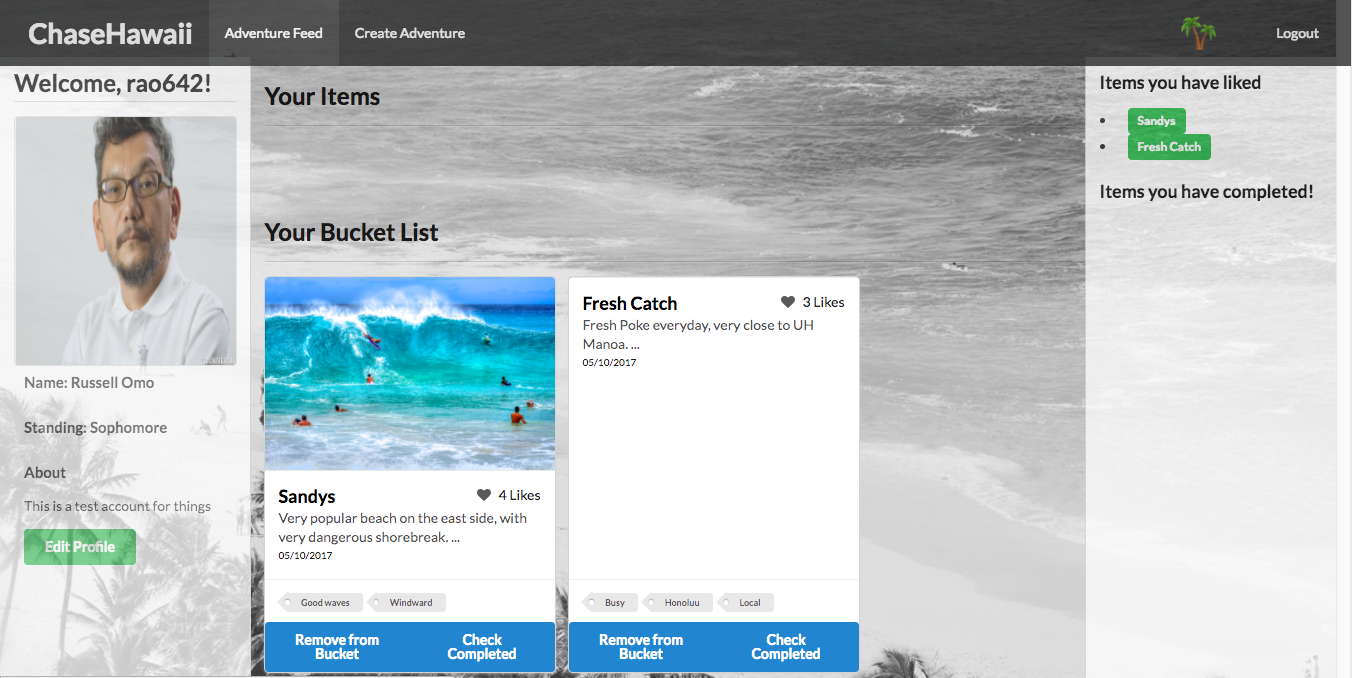 ChaseHawaii
Adventure Feed
Create Adventure
Logout
Welcome, rao642!
Name: Russell Omo
Standing: Sophomore
About
This is a test account for things
Edit Profile
Your Items
Your Bucket List
Sandys
4 Likes
Very popular beach on the east side, with
very dangerous shorebreak. ...
05/10/2017
Good waves
Windward
Remove from
Bucket
Check
Completed
Fresh Catch
3 Likes
Fresh Poke everyday, very close to UH
Manoa. ...
05/10/2017
Busy
Honoluu
Local
Remove from
Bucket
Check
Completed
Items you have liked
Sandys
Fresh Catch
Items you have completed!